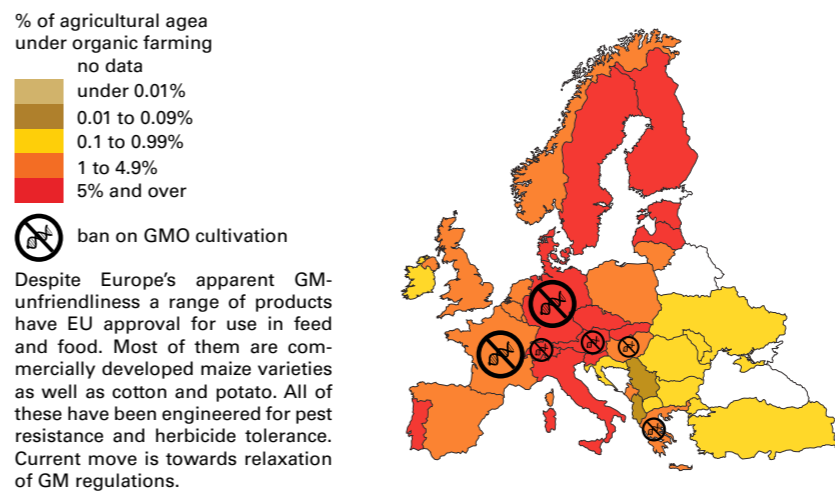 % of agricultural agea
under organic farming
no data
under 0.01%
0.01 to 0.09%
0.1 to 0.99%
1 to 4.9%
5% and over
ban on GMO cultivation
Despite Europe’s apparent GM-
unfriendliness a range of products
have EU approval for use in feed
and food. Most of them are com-
mercially developed maize varieties
as well as cotton and potato. All of
these have been engineered for pest
resistance and herbicide tolerance.
Current move is towards relaxation
of GM regulations.